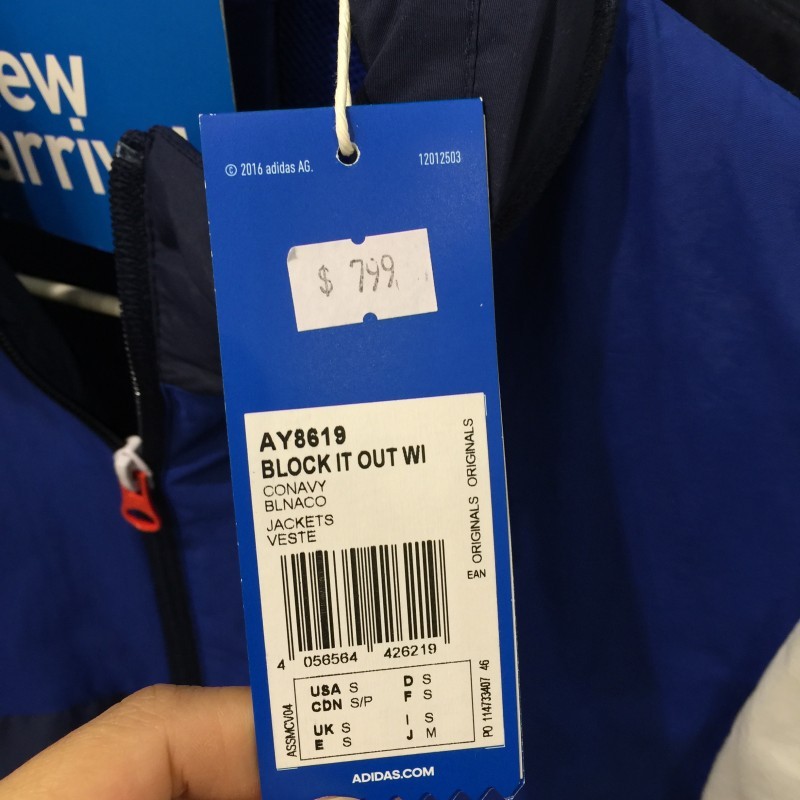 ew
arriv
© 2016 adidas AG.
12012503
$ 799
AY8619
BLOCK IT OUT WI
CONAVY
BLNACO
JACKETS
VESTE
ORIGINALS ORIGINALS
EAN
4 056564 426219
ASSMCV04
USA S
CDN S/P
UK S
E S
D S
F S
I S
J M
PO 114733407 46
ADIDAS.COM